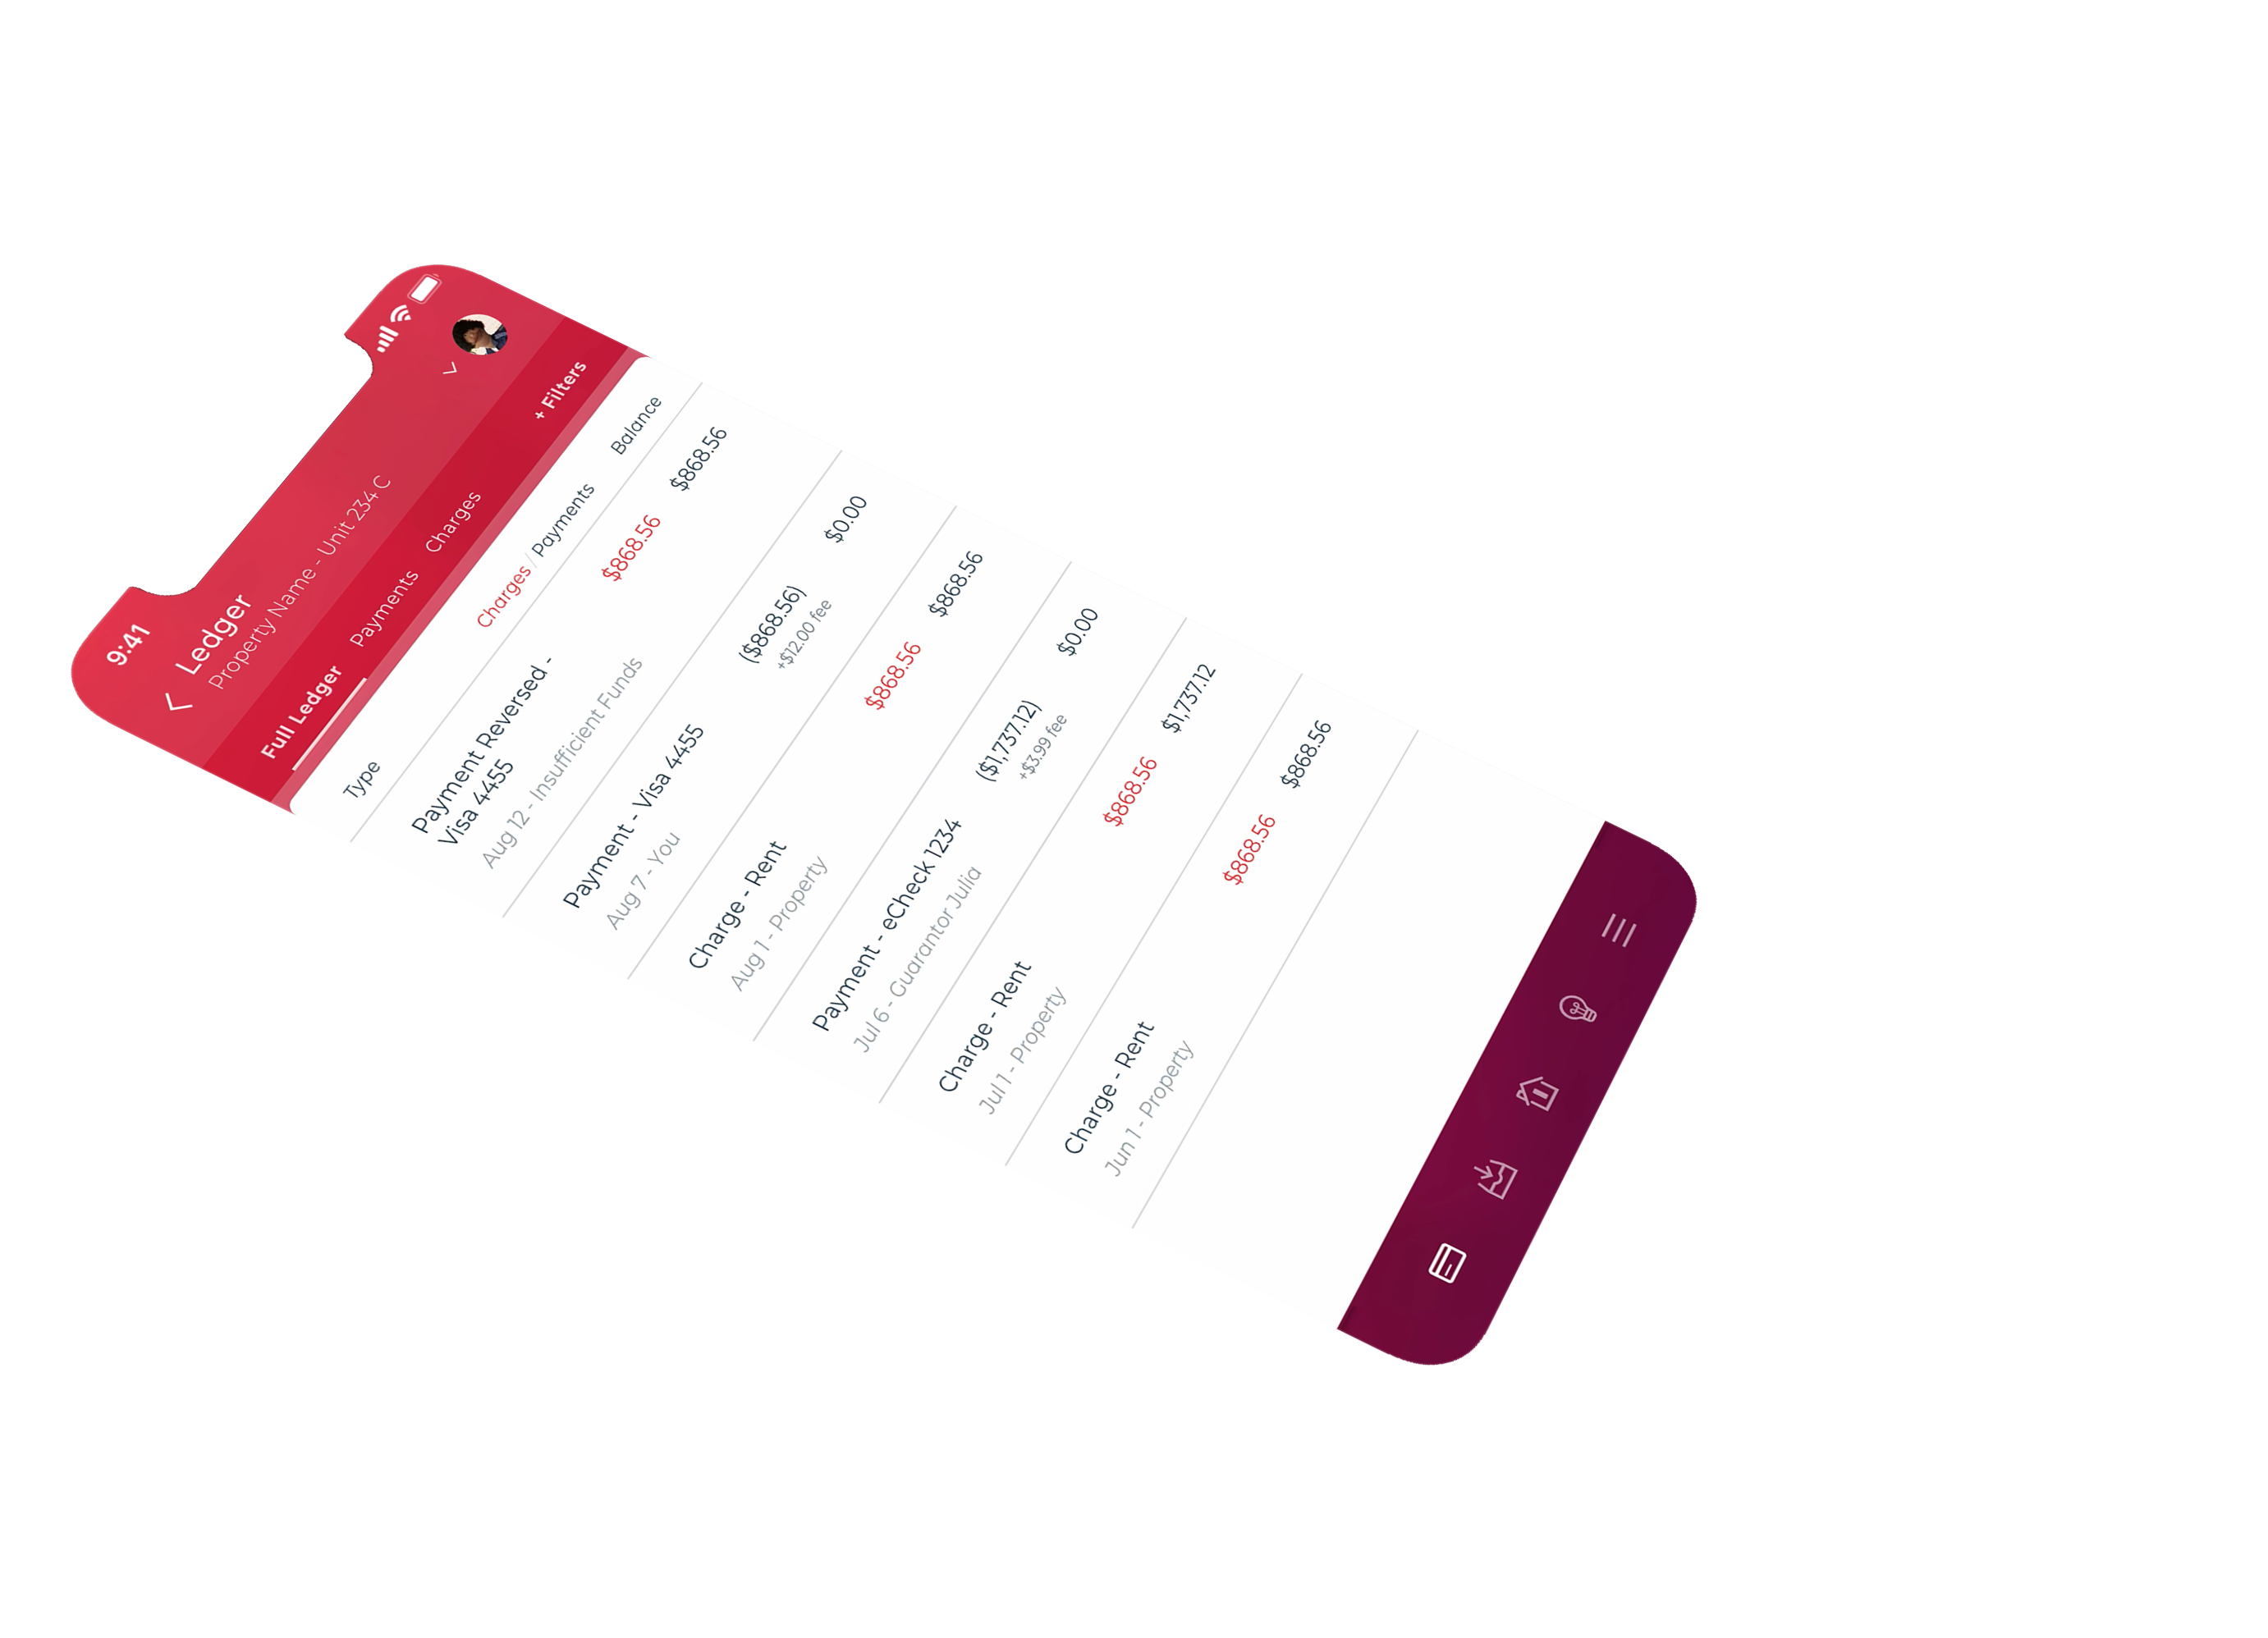 9:41
Ledger
Property Name - Unit 234 C
Full Ledger Payments Charges + Filters
Type Charges / Payments Balance
Payment Reversed - $868.56 $868.56
Visa 4455
Aug 12 - Insufficient Funds
Payment - Visa 4455 ($868.56) $0.00
Aug 7 - You +$12.00 fee
Charge - Rent $868.56 $868.56
Aug 1 - Property
Payment - eCheck 1234 ($1,737.12) $0.00
Jul 6 - Guarantor Julia +$3.99 fee
Charge - Rent $868.56 $1,737.12
Jul 1 - Property
Charge - Rent $868.56 $868.56
Jun 1 - Property